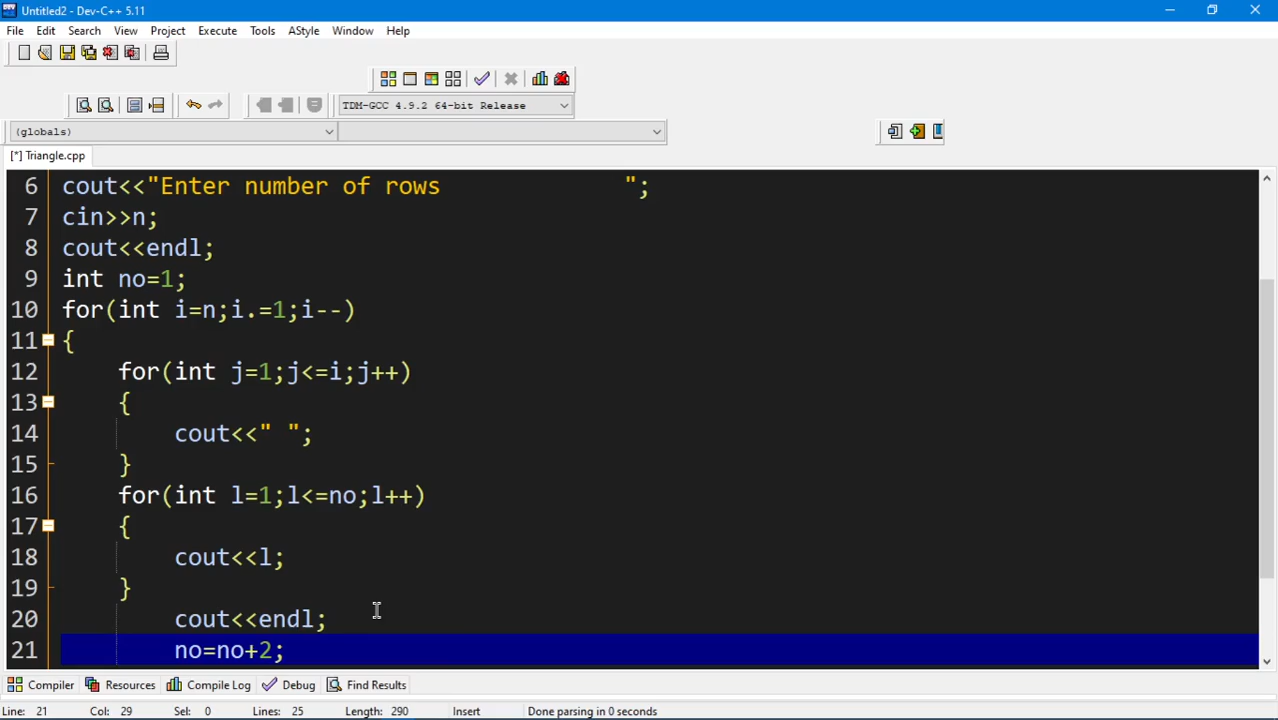 Untitled2 - Dev-C++ 5.11
File Edit Search View Project Execute Tools AStyle Window Help
TDM-GCC 4.9.2 64-bit Release
(globals)
[*] Triangle.cpp
6 cout<<"Enter number of rows             ";
7 cin>>n;
8 cout<<endl;
9 int no=1;
10 for(int i=n;i.=1;i--)
11 {
12     for(int j=1;j<=i;j++)
13     {
14         cout<<" ";
15     }
16     for(int l=1;l<=no;l++)
17     {
18         cout<<l;
19     }
20         cout<<endl;
21         no=no+2;
Compiler Resources Compile Log Debug Find Results
Line: 21 Col: 29 Sel: 0 Lines: 25 Length: 290 Insert Done parsing in 0 seconds